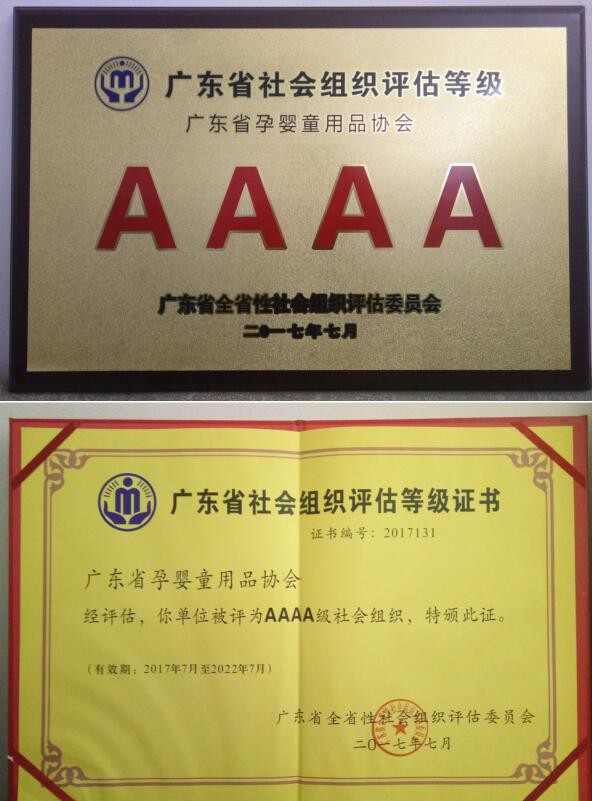 广东省社会组织评估等级
广东省孕婴童用品协会
AAAA
广东省全省性社会组织评估委员会
二〇一七年七月
广东省社会组织评估等级证书
证书编号：2017131
广东省孕婴童用品协会
经评估，你单位被评为AAAA级社会组织，特颁此证。
（有效期：2017年7月至2022年7月）
广东省全省性社会组织评估委员会
二〇一七年七月